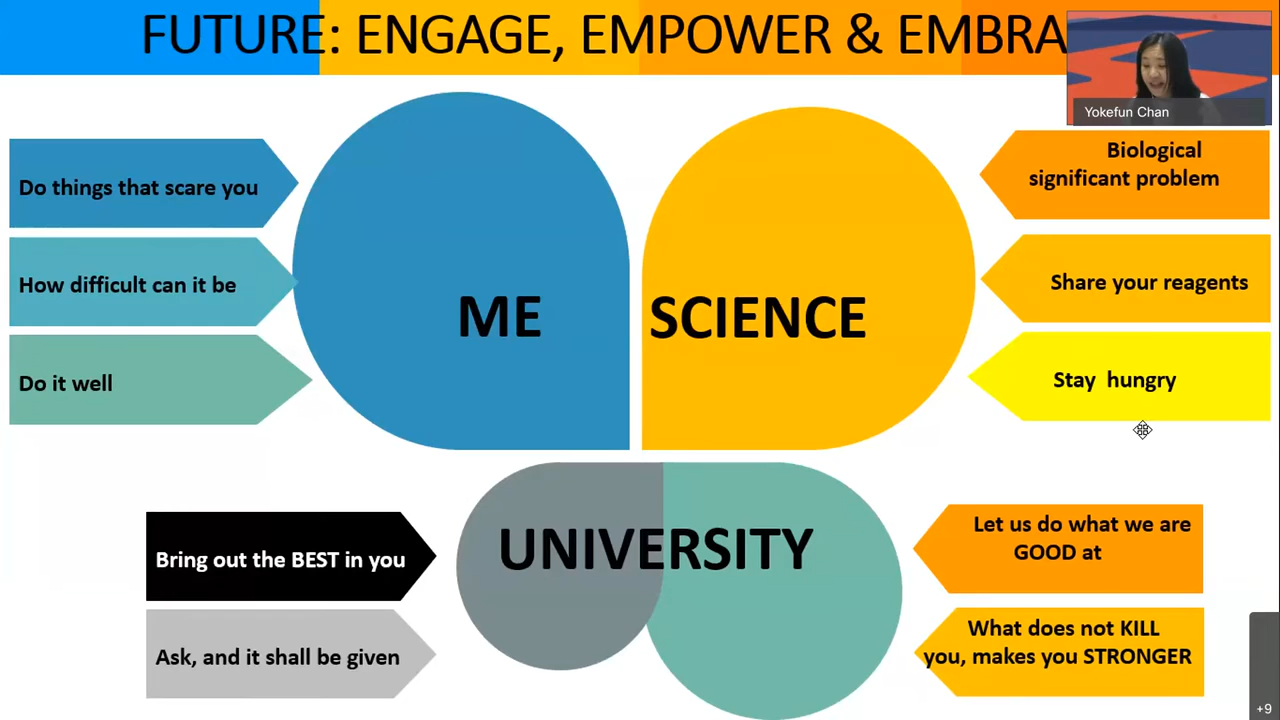 FUTURE: ENGAGE, EMPOWER & EMBRA
Yokefun Chan
Do things that scare you
How difficult can it be
Do it well
ME
SCIENCE
Biological
significant problem
Share your reagents
Stay hungry
UNIVERSITY
Bring out the BEST in you
Ask, and it shall be given
Let us do what we are
GOOD at
What does not KILL
you, makes you STRONGER
+9